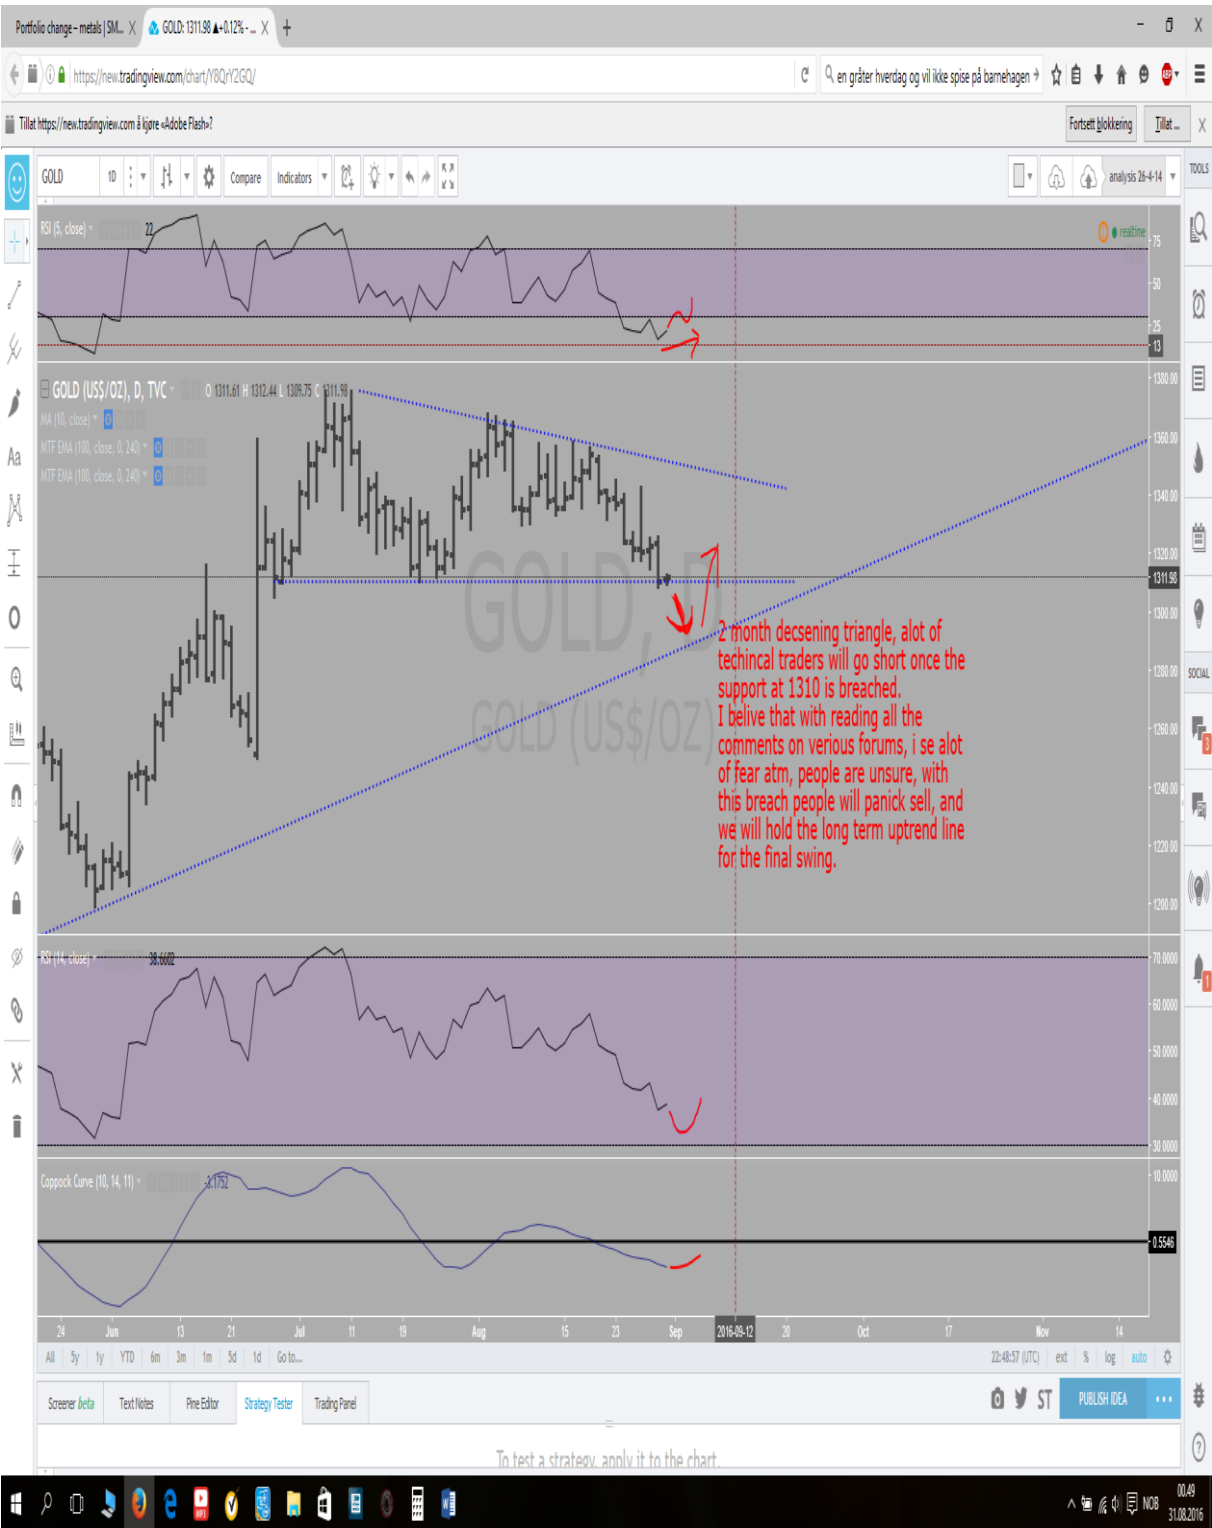 Portfolio change – metals | SM...
GOLD: 1311.98 ▲+0.12% - ...
https://new.tradingview.com/chart/Y8QrY2GQ/
en gråter hverdag og vil ikke spise på barnehagen
ABP
Tillat https://new.tradingview.com å kjøre «Adobe Flash»?
Fortsett blokkering
Tillat ...
GOLD
1D
Compare
Indicators
analysis 26-4-14
TOOLS
RSI (5, close)
22
realtime
75
50
25
13
GOLD (US$/OZ), D, TVC
O 1311.61 H 1312.44 L 1309.75 C 1311.98
MA (10, close)
MTF EMA (100, close, 0, 240)
MTF EMA (100, close, 0, 240)
1380.00
1360.00
1340.00
1320.00
1311.98
1300.00
1280.00
1260.00
1240.00
1220.00
1200.00
GOLD, D
GOLD (US$/OZ)
2 month decsening triangle, alot of
techincal traders will go short once the
support at 1310 is breached.
I belive that with reading all the
comments on verious forums, i se alot
of fear atm, people are unsure, with
this breach people will panick sell, and
we will hold the long term uptrend line
for the final swing.
Aa
SOCIAL
3
1
RSI (14, close)
38.6602
70.0000
60.0000
50.0000
40.0000
30.0000
Coppock Curve (10, 14, 11)
-3.1752
10.0000
0.5546
24
Jun
13
21
Jul
11
19
Aug
15
23
Sep
2016-09-12
20
Oct
17
Nov
14
All
5y
1y
YTD
6m
3m
1m
5d
1d
Go to...
22:48:57 (UTC)
ext
%
log
auto
Screener beta
Text Notes
Pine Editor
Strategy Tester
Trading Panel
ST
PUBLISH IDEA
To test a strategy, apply it to the chart.
MP3
NOB
00.49
31.08.2016